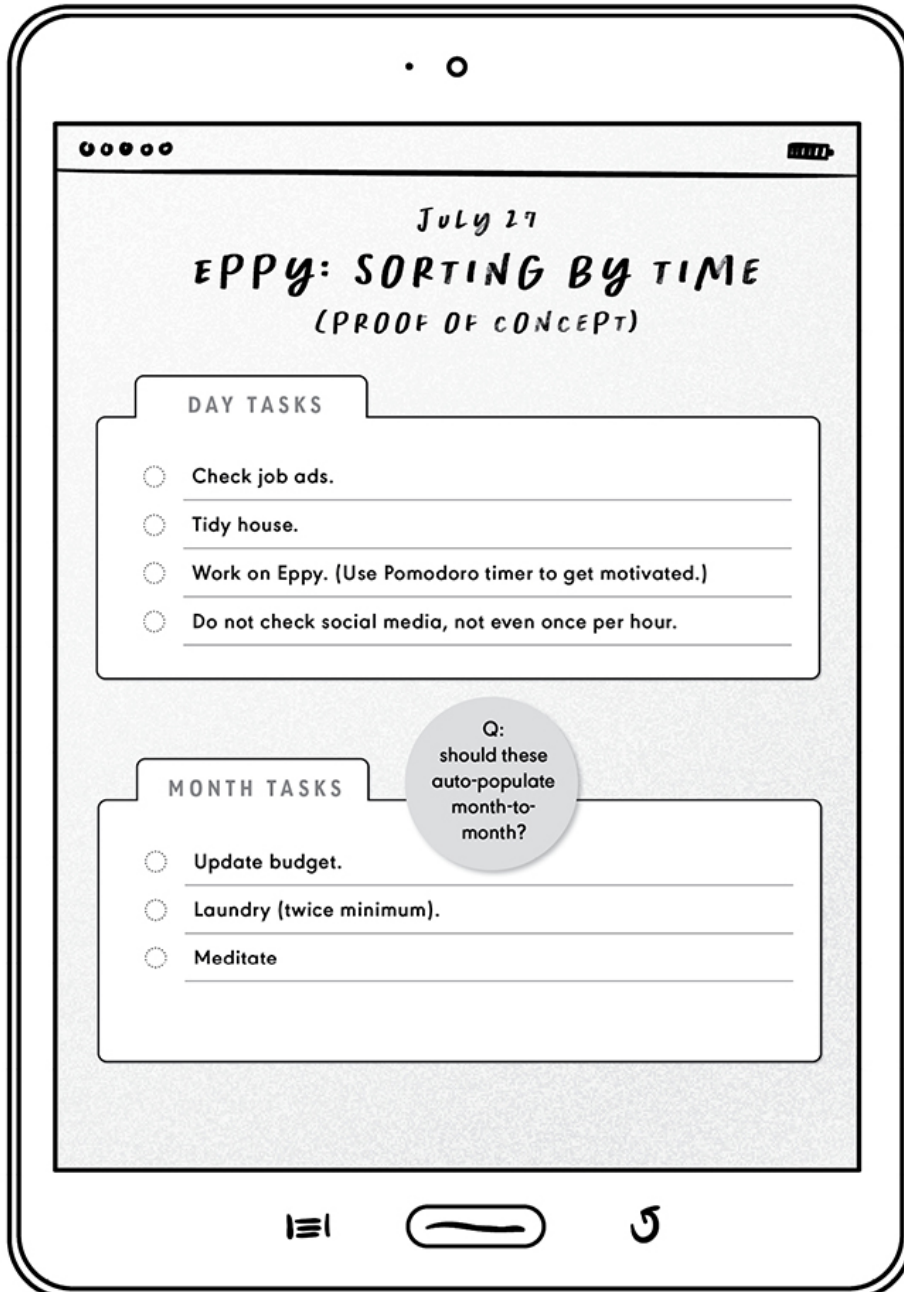 July 27
EPPY: SORTING BY TIME
(PROOF OF CONCEPT)
DAY TASKS
Check job ads.
Tidy house.
Work on Eppy. (Use Pomodoro timer to get motivated.)
Do not check social media, not even once per hour.
Q:
should these
auto-populate
month-to-
month?
MONTH TASKS
Update budget.
Laundry (twice minimum).
Meditate